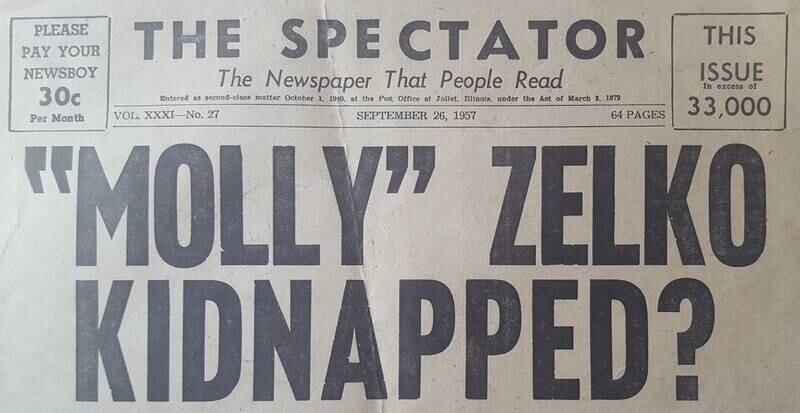 PLEASE
PAY YOUR
NEWSBOY
30c
Per Month
THE SPECTATOR
The Newspaper That People Read
Entered as second-class matter October 1, 1940, at the Post Office at Joliet, Illinois, under the Act of March 3, 1879
VOL. XXXI—No. 27 SEPTEMBER 26, 1957 64 PAGES
THIS
ISSUE
In excess of
33,000
"MOLLY" ZELKO
KIDNAPPED?